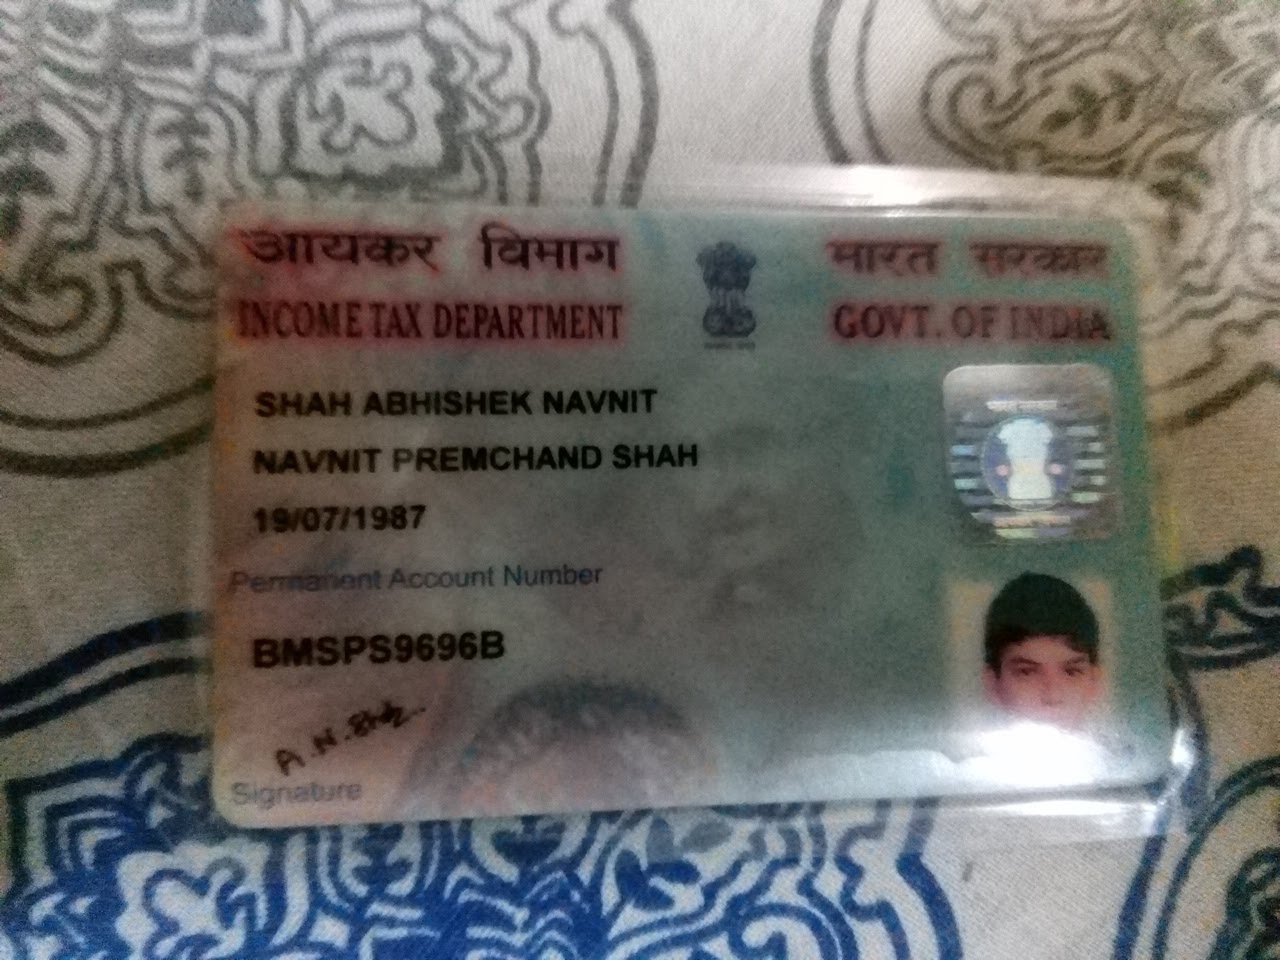 आयकर विभाग भारत सरकार
INCOME TAX DEPARTMENT GOVT. OF INDIA
SHAH ABHISHEK NAVNIT
NAVNIT PREMCHAND SHAH
19/07/1987
Permanent Account Number
BMSPS9696B
A. N. Shah
Signature